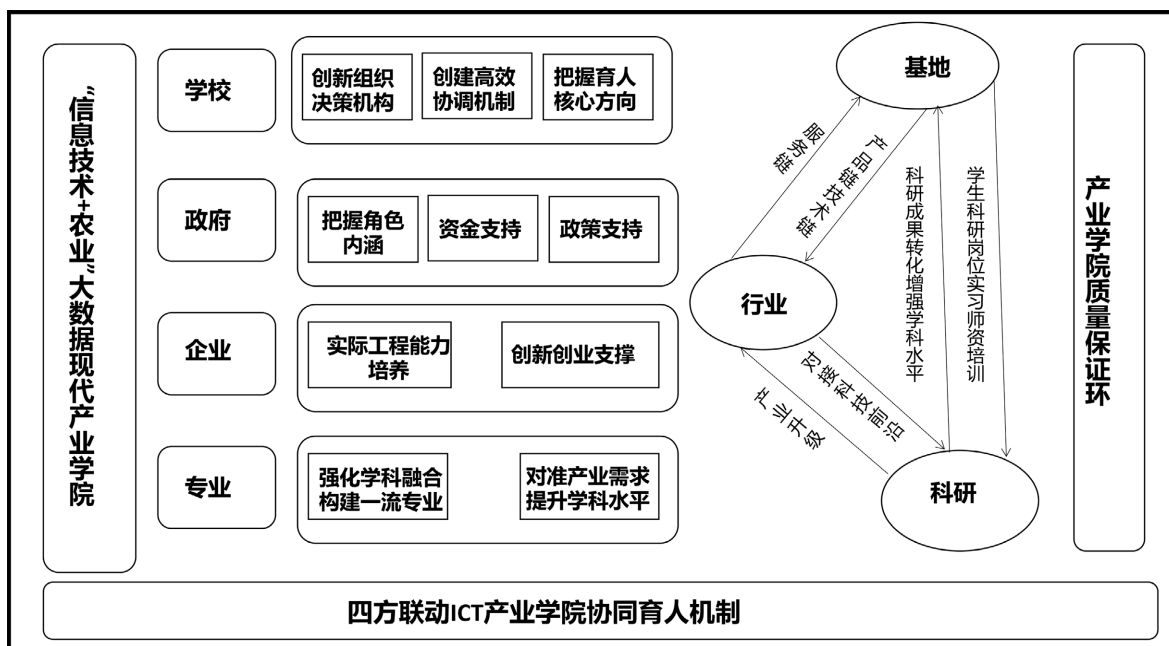 “信息技术+农业”大数据现代产业学院
学校
创新组织
决策机构
创建高效
协调机制
把握育人
核心方向
政府
把握角色
内涵
资金支持
政策支持
企业
实际工程能力
培养
创新创业支撑
专业
强化学科融合
构建一流专业
对准产业需求
提升学科水平
基地
服务链
产品链技术链
科研成果转化增强学科水平
学生科研岗位实习师资培训
行业
对接科技前沿
产业升级
科研
产业学院质量保证环
四方联动ICT产业学院协同育人机制